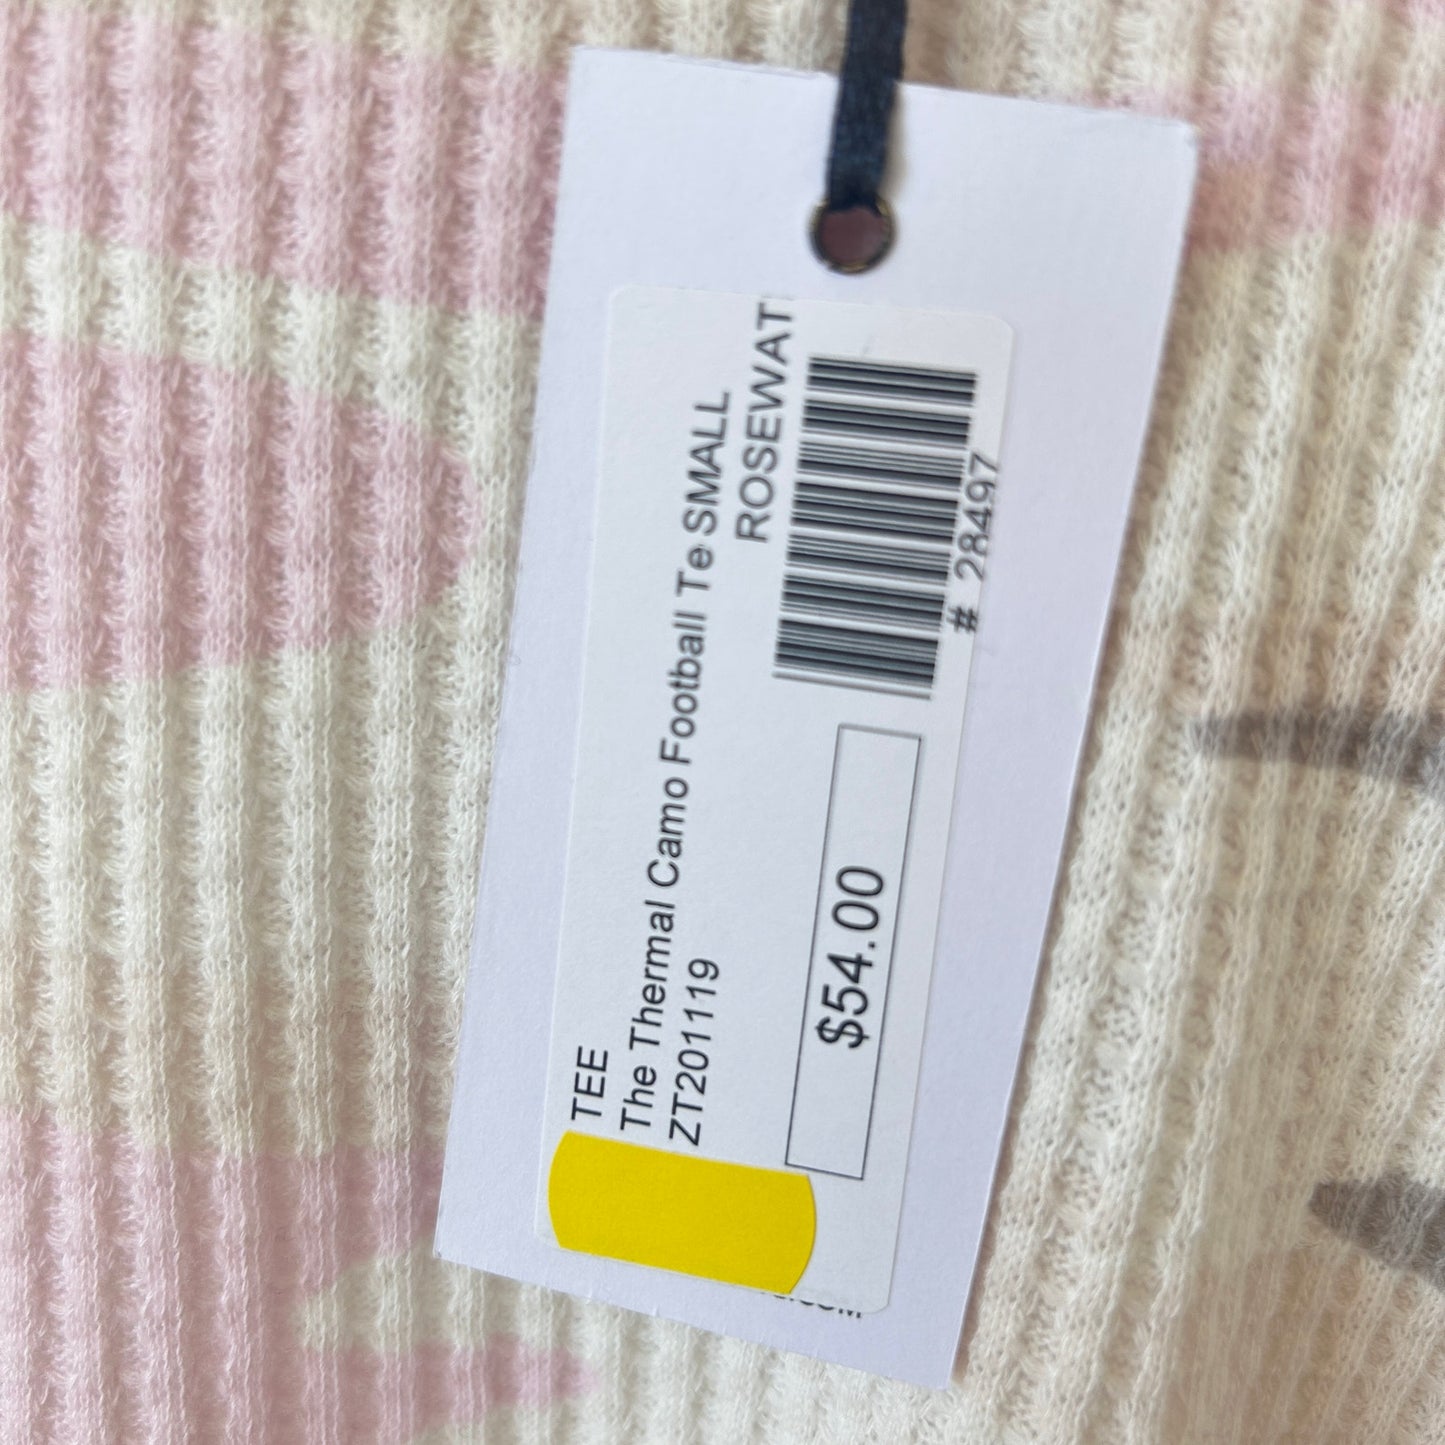 TEE
The Thermal Camo Football Te SMALL
ZT201119 ROSEWAT
$54.00
# 28497